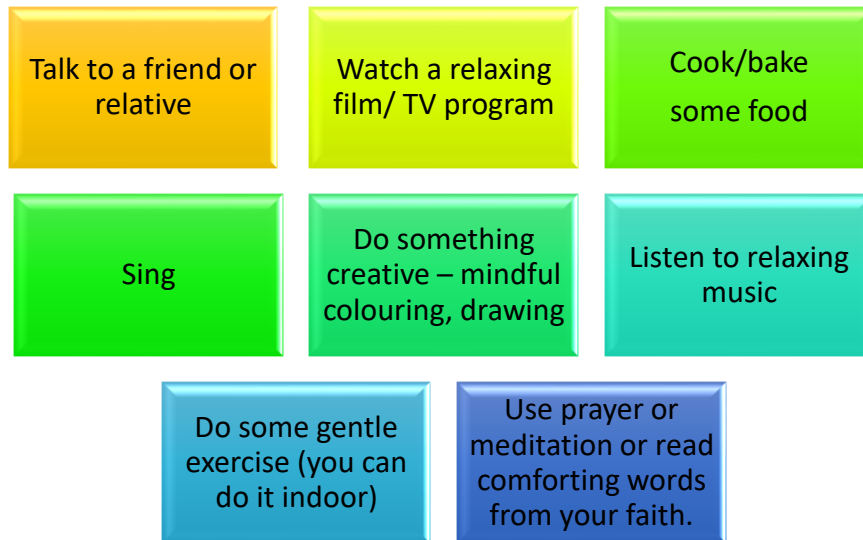 Talk to a friend or
relative
Watch a relaxing
film/ TV program
Cook/bake
some food
Sing
Do something
creative – mindful
colouring, drawing
Listen to relaxing
music
Do some gentle
exercise (you can
do it indoor)
Use prayer or
meditation or read
comforting words
from your faith.